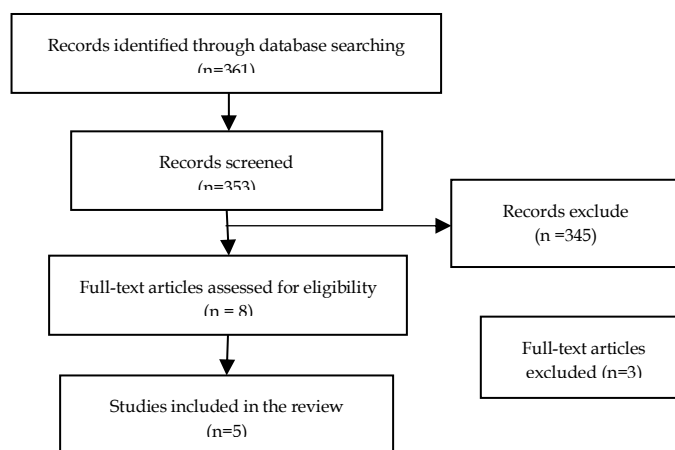 Records identified through database searching
(n=361)
Records screened
(n=353)
Records exclude
(n =345)
Full-text articles assessed for eligibility
(n = 8)
Full-text articles
excluded (n=3)
Studies included in the review
(n=5)